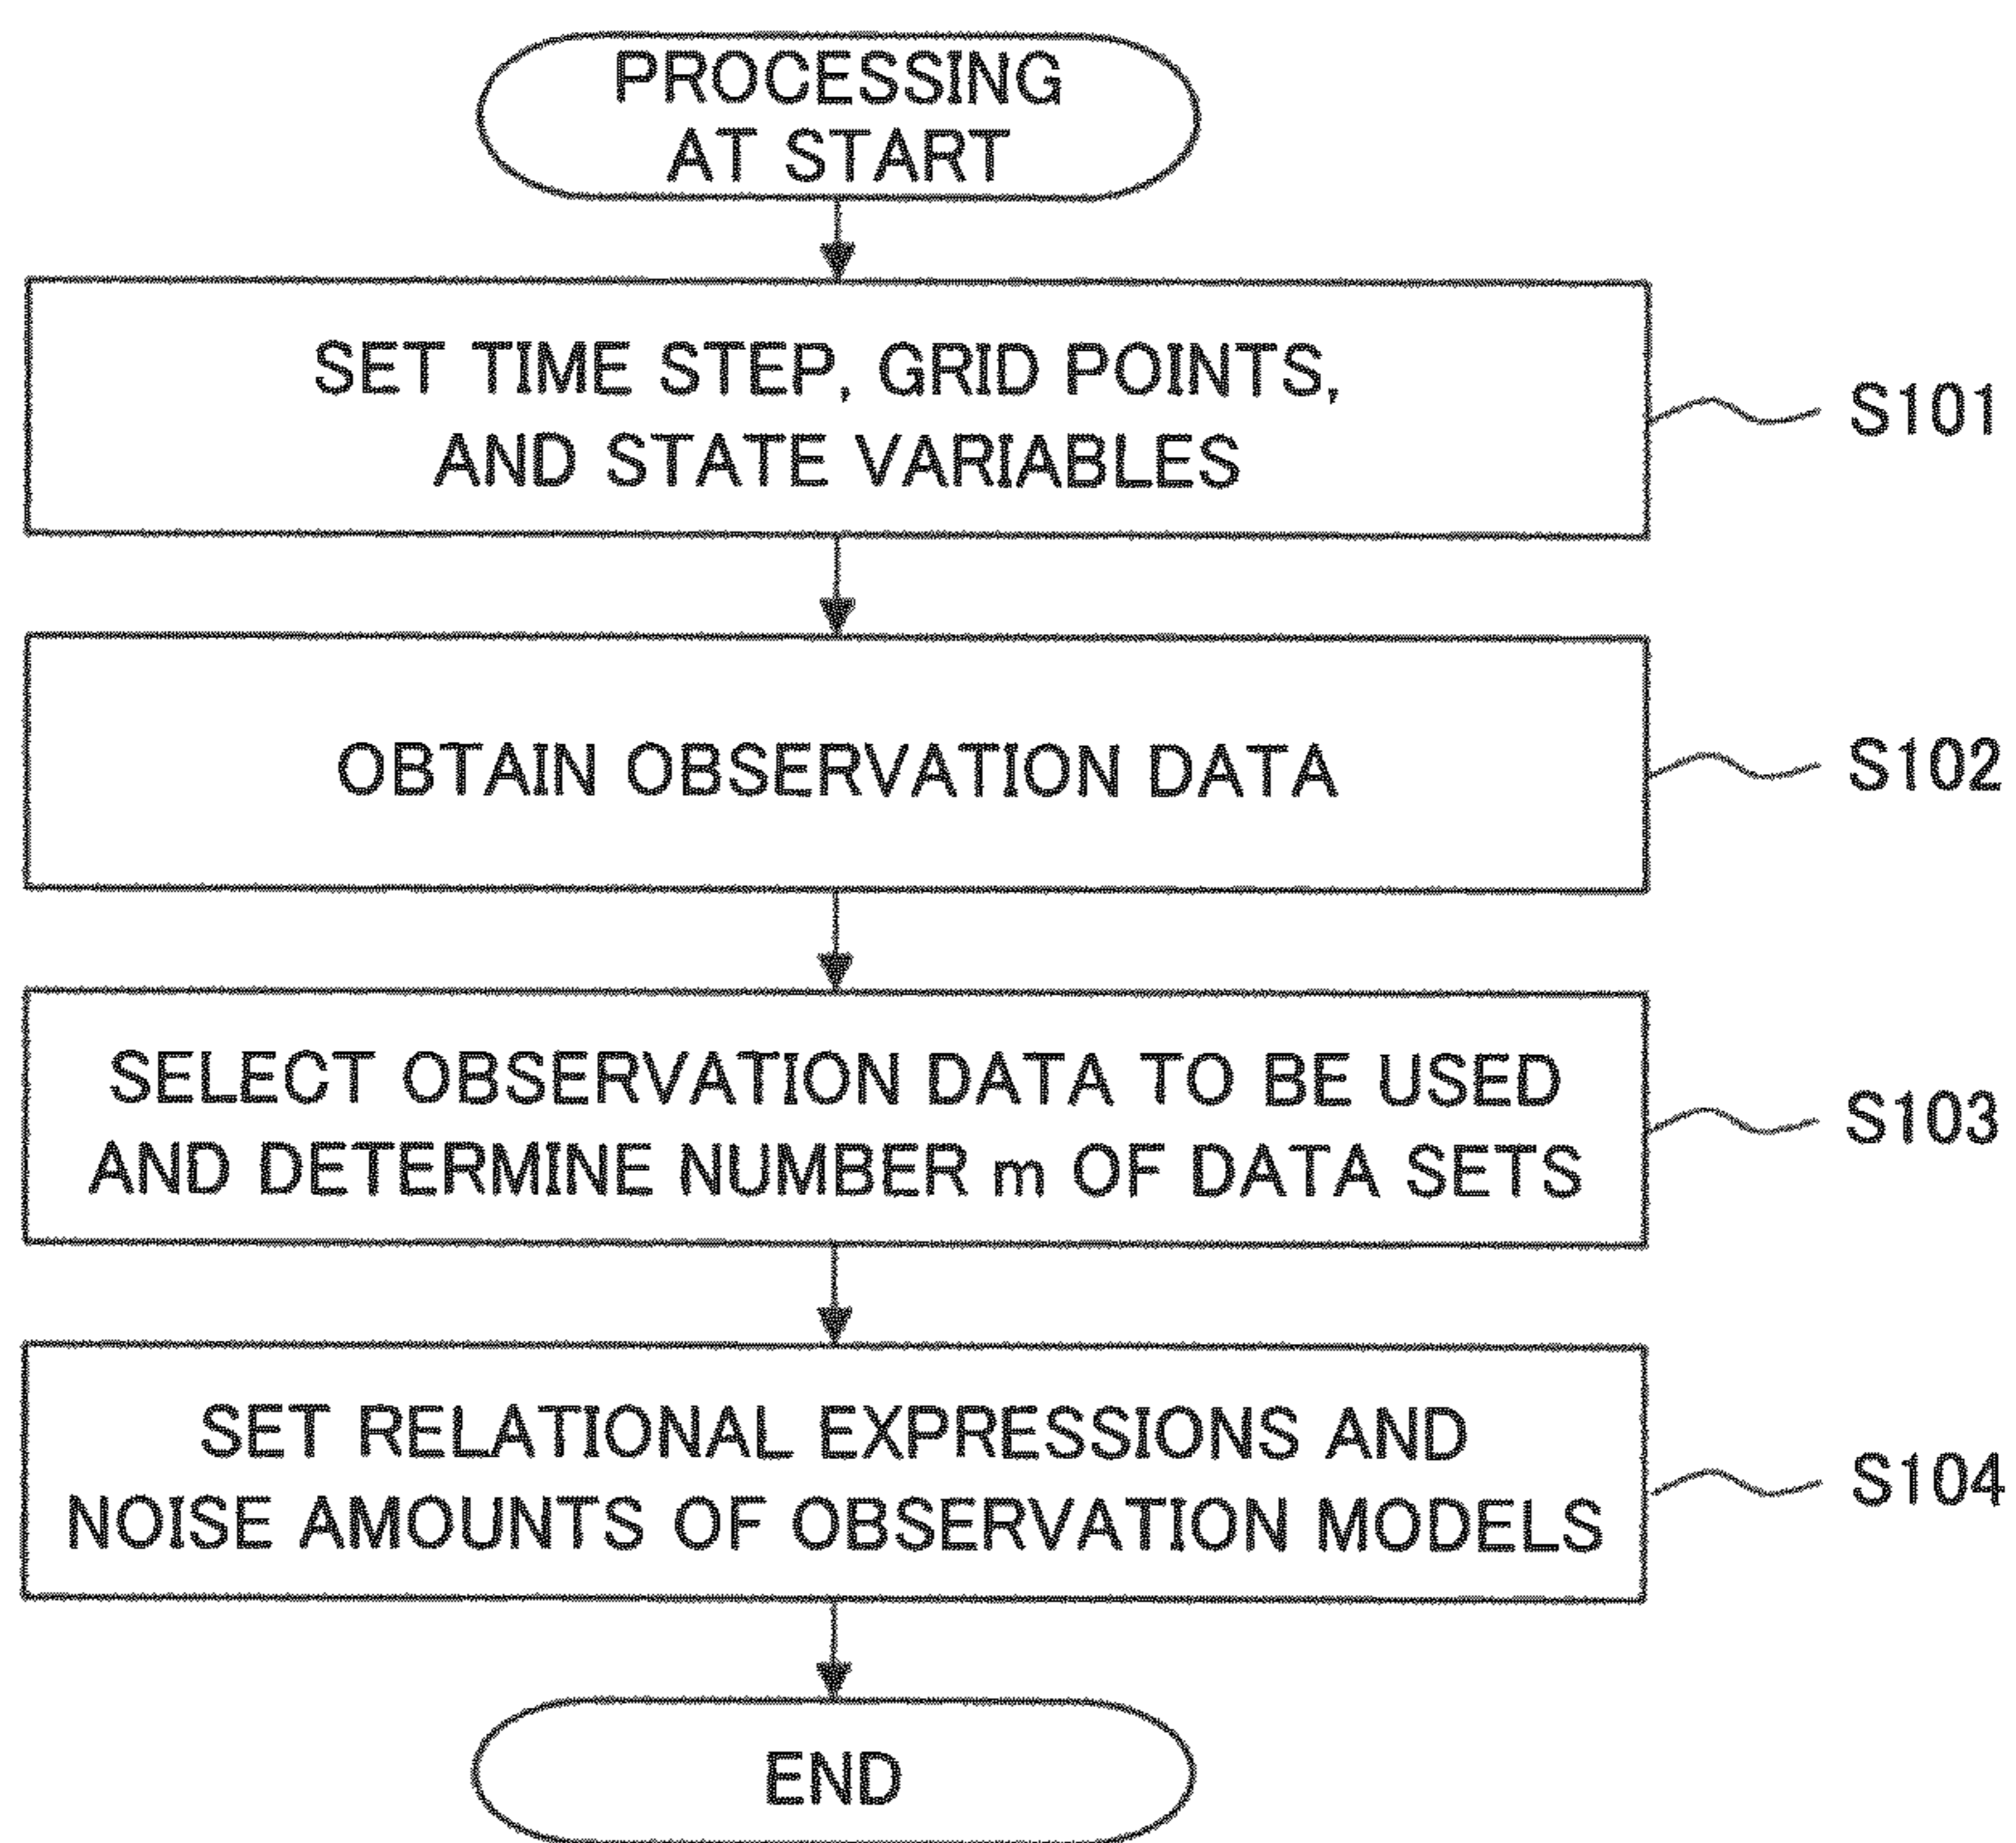 PROCESSING
AT START
SET TIME STEP, GRID POINTS,
AND STATE VARIABLES
S101
OBTAIN OBSERVATION DATA
S102
SELECT OBSERVATION DATA TO BE USED
AND DETERMINE NUMBER m OF DATA SETS
S103
SET RELATIONAL EXPRESSIONS AND
NOISE AMOUNTS OF OBSERVATION MODELS
S104
END